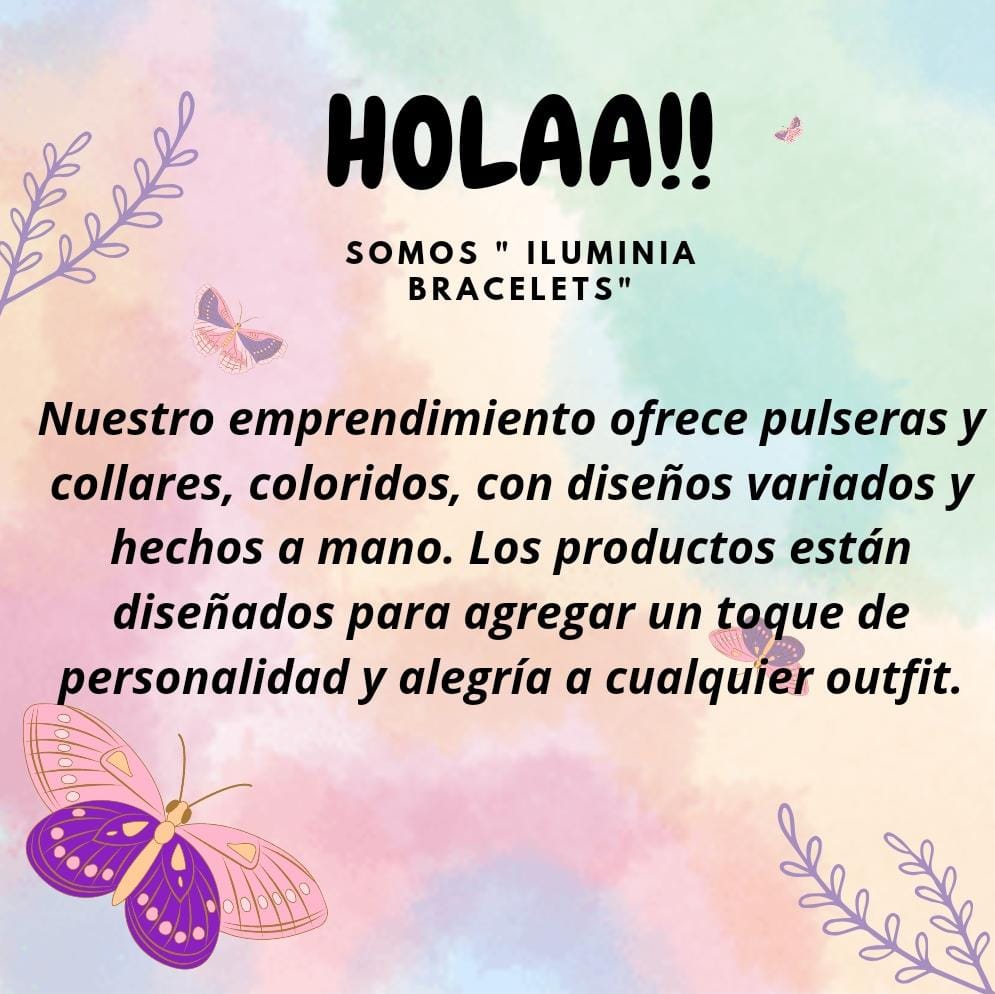 HOLAA!!
SOMOS " ILUMINIA
BRACELETS"
Nuestro emprendimiento ofrece pulseras y
collares, coloridos, con diseños variados y
hechos a mano. Los productos están
diseñados para agregar un toque de
personalidad y alegría a cualquier outfit.